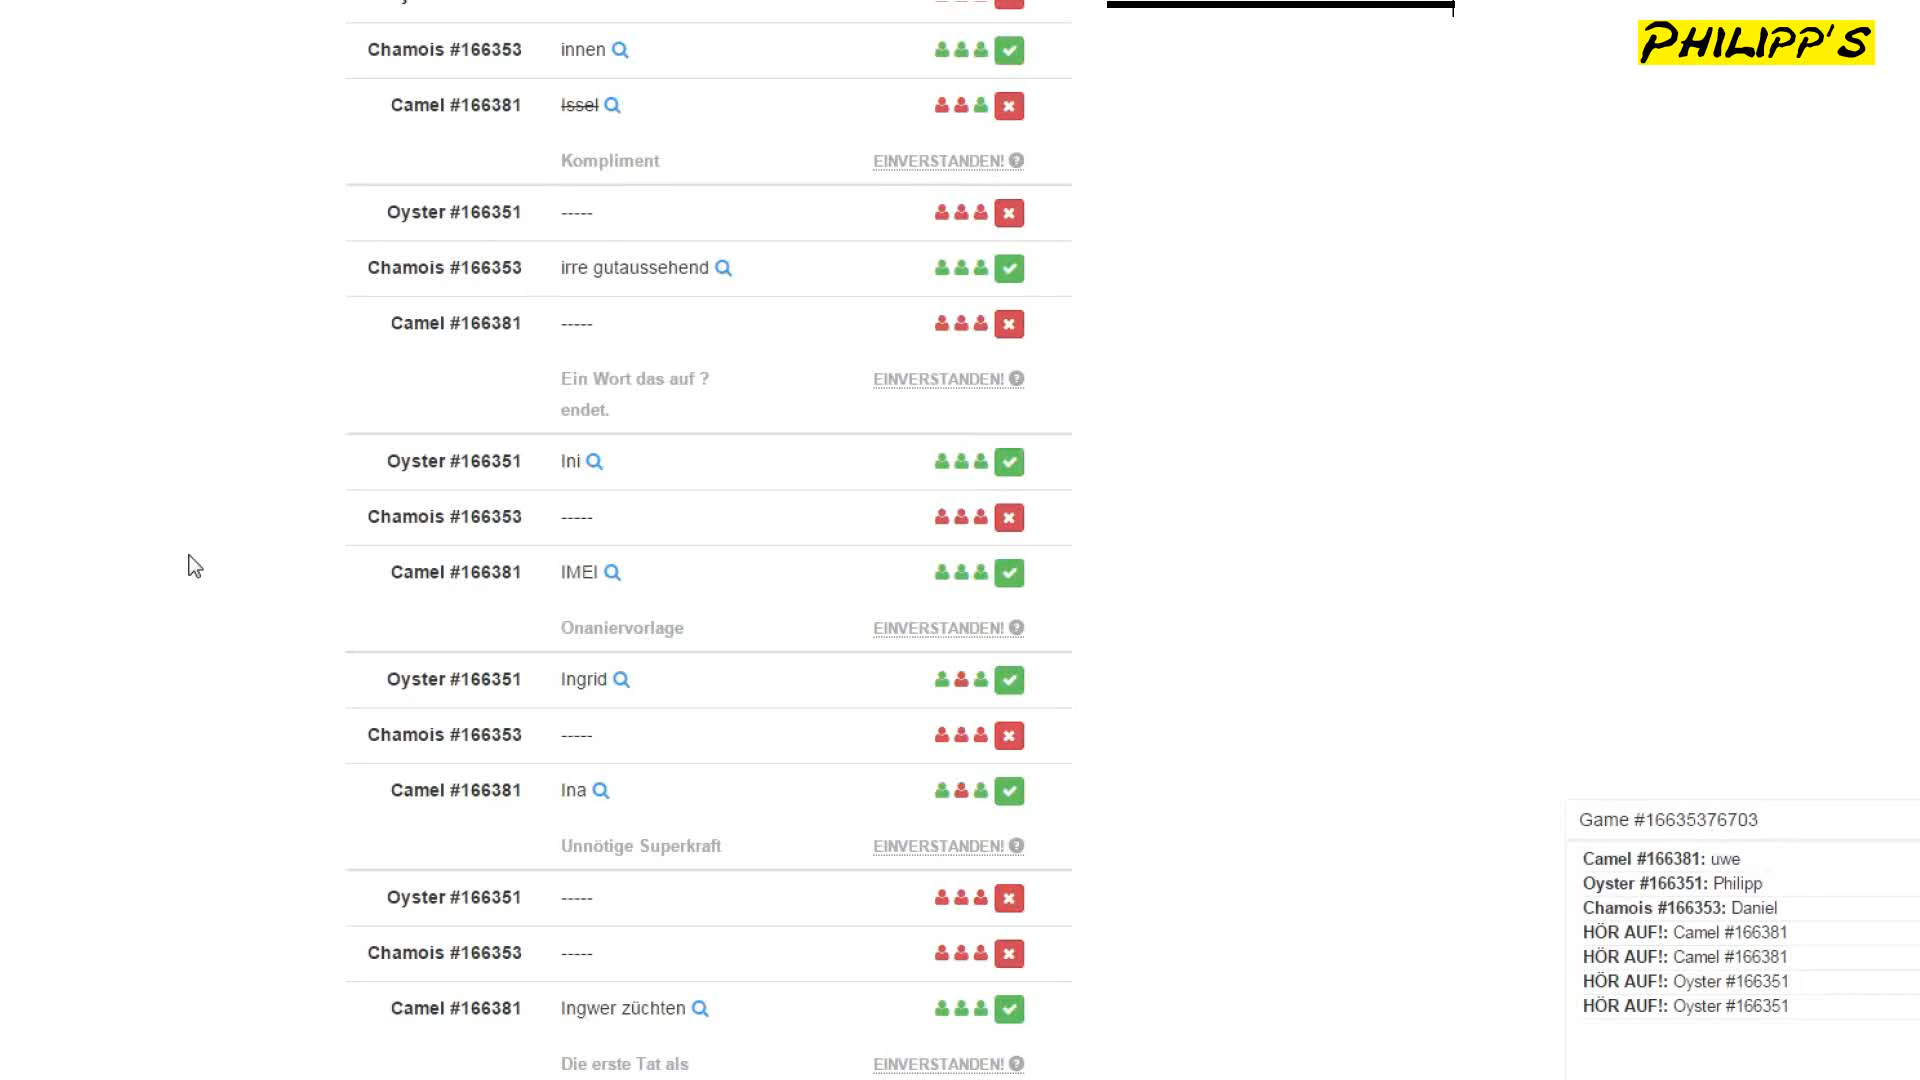 PHILIPP'S
Chamois #166353 innen
Camel #166381 Issel
Kompliment EINVERSTANDEN!
Oyster #166351 -----
Chamois #166353 irre gutaussehend
Camel #166381 -----
Ein Wort das auf ? EINVERSTANDEN!
endet.
Oyster #166351 Ini
Chamois #166353 -----
Camel #166381 IMEI
Onaniervorlage EINVERSTANDEN!
Oyster #166351 Ingrid
Chamois #166353 -----
Camel #166381 Ina
Unnötige Superkraft EINVERSTANDEN!
Oyster #166351 -----
Chamois #166353 -----
Camel #166381 Ingwer züchten
Die erste Tat als EINVERSTANDEN!
Game #16635376703
Camel #166381: uwe
Oyster #166351: Philipp
Chamois #166353: Daniel
HÖR AUF!: Camel #166381
HÖR AUF!: Camel #166381
HÖR AUF!: Oyster #166351
HÖR AUF!: Oyster #166351